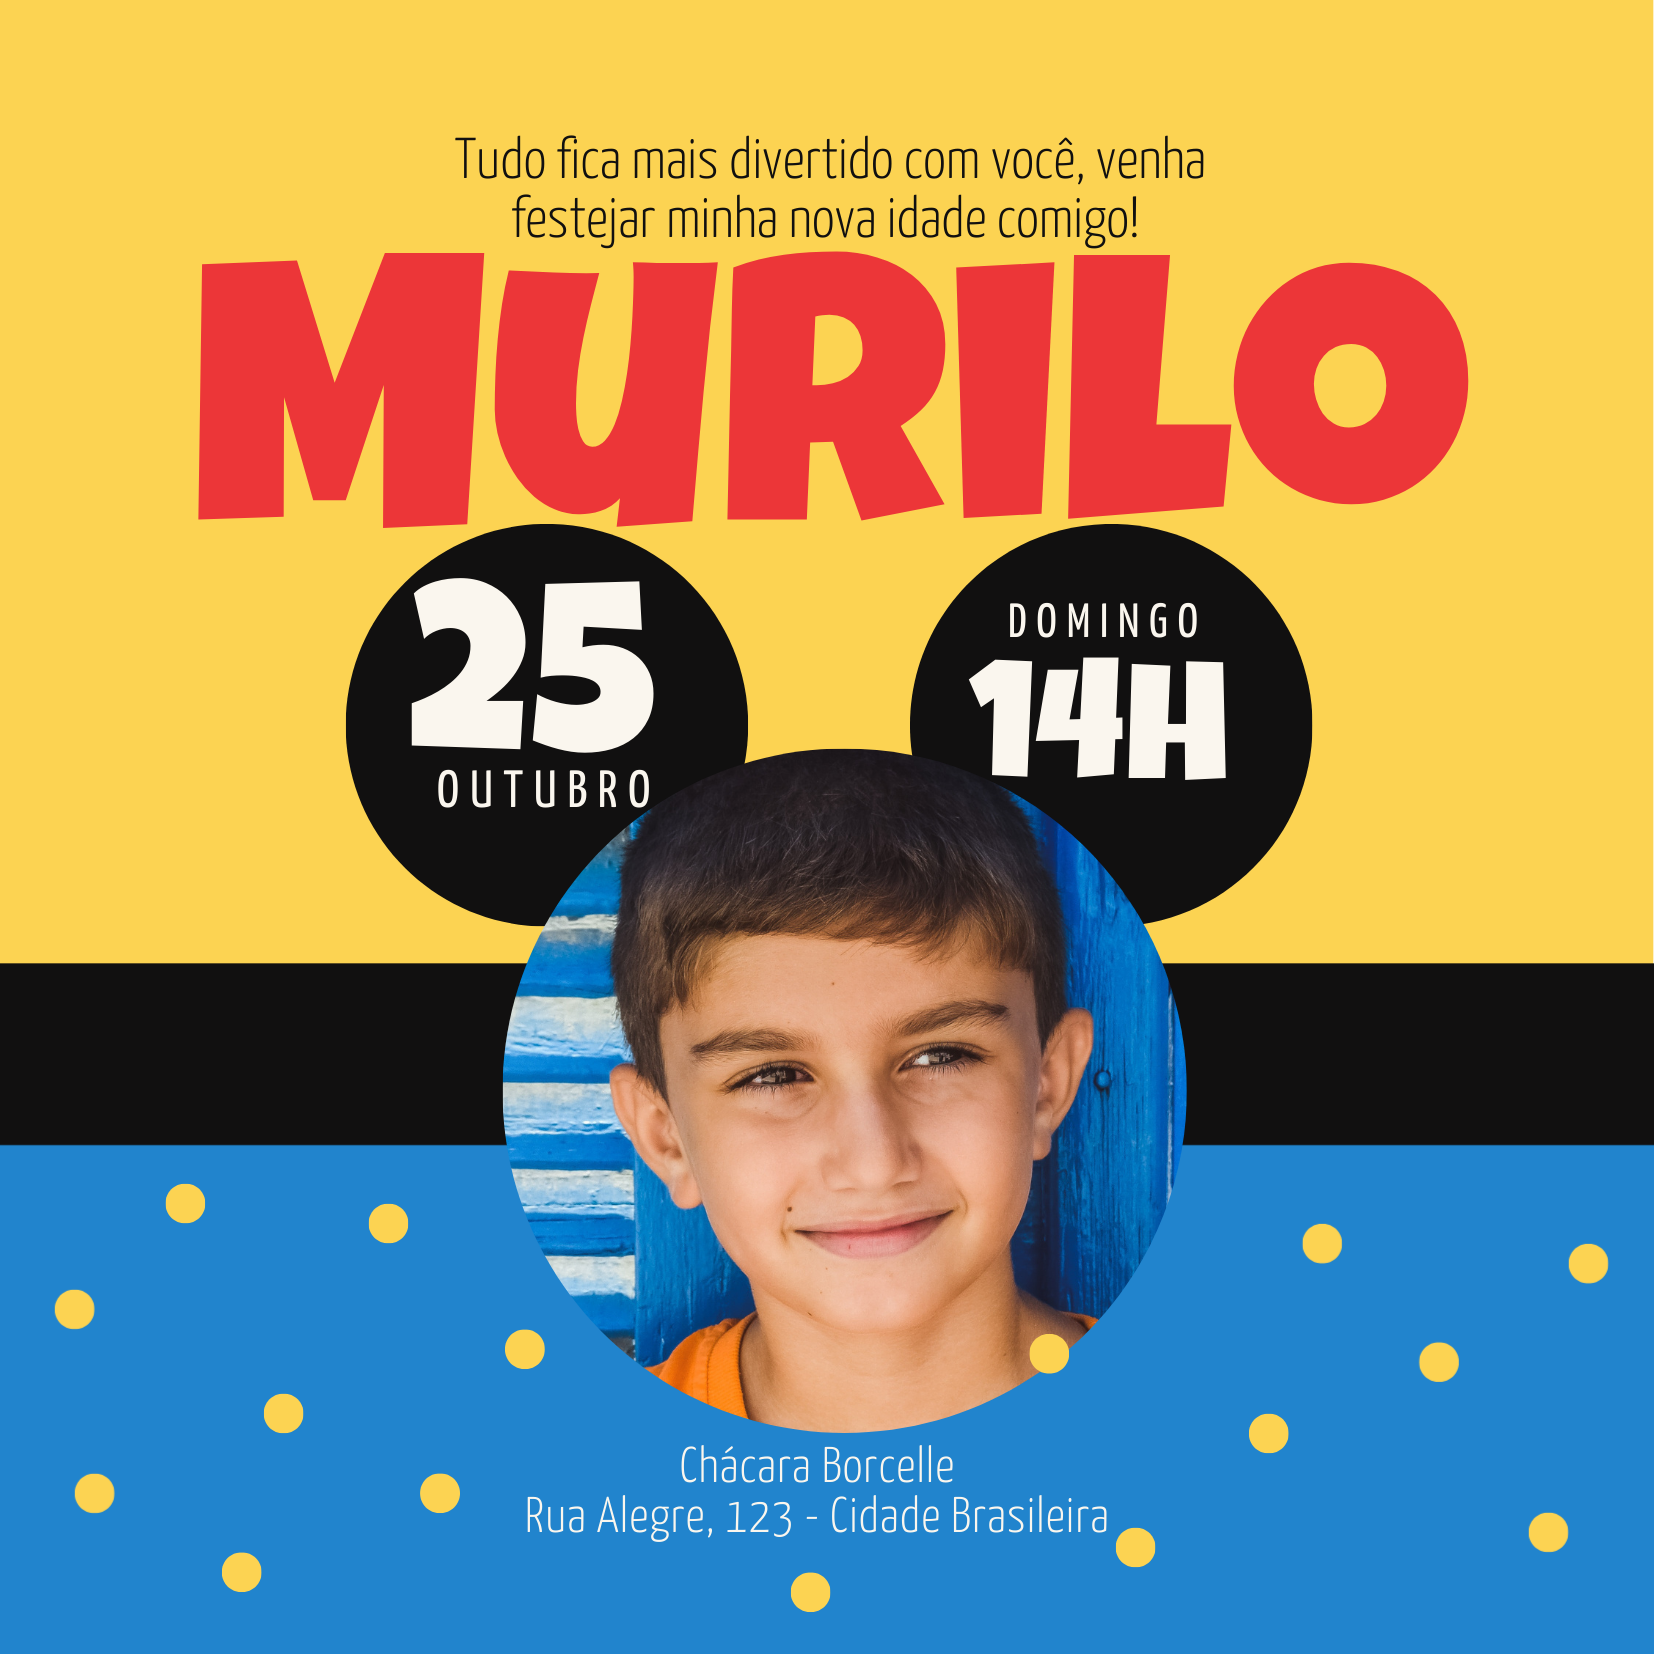 Tudo fica mais divertido com você, venha
festejar minha nova idade comigo!
MURILO
25
OUTUBRO
DOMINGO
14H
Chácara Borcelle
Rua Alegre, 123 - Cidade Brasileira